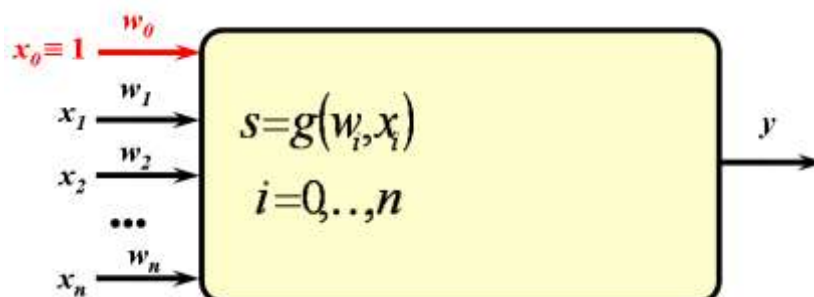 w₀
x₀≡1
w₁
x₁
s=g(wᵢ,xᵢ)
y
w₂
x₂
i=0,..,n
...
wₙ
xₙ